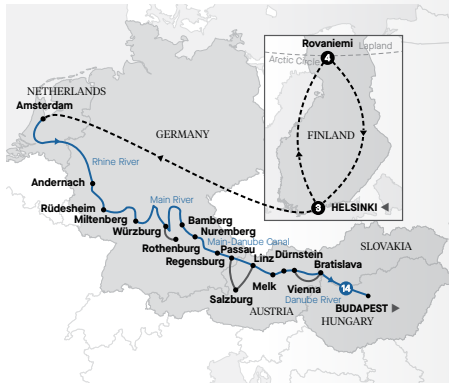 Rovaniemi
Lapland
4
Arctic Circle
NETHERLANDS
Amsterdam
GERMANY
FINLAND
Rhine River
Andernach
3 HELSINKI
Main River
Rüdesheim
Miltenberg
Würzburg
Bamberg
Nuremberg
Rothenburg
Main-Danube Canal
Regensburg
Passau
SLOVAKIA
Linz
Dürnstein
Bratislava
Melk
Vienna
14
Salzburg
Danube River
BUDAPEST
AUSTRIA
HUNGARY